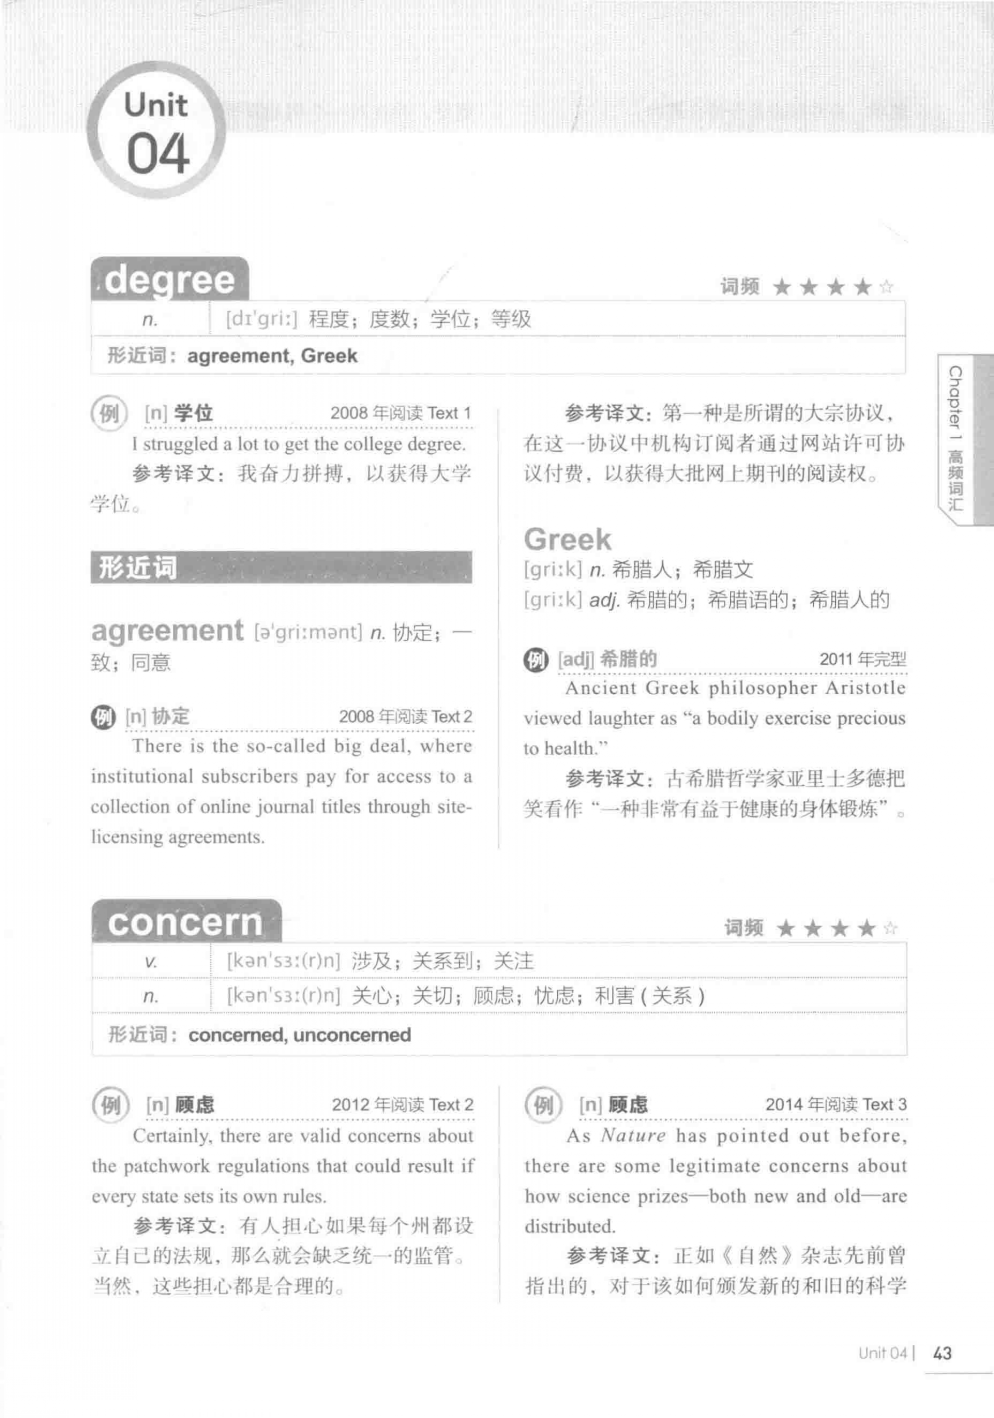 Unit
04
degree
词频 ★★★★☆
n. [dɪ'ɡriː] 程度；度数；学位；等级
形近词：agreement, Greek
例 [n] 学位 2008 年阅读 Text 1
I struggled a lot to get the college degree.
参考译文：我奋力拼搏，以获得大学
学位。
形近词
agreement [ə'ɡriːmənt] n. 协定；一
致；同意
例 [n] 协定 2008 年阅读 Text 2
There is the so-called big deal, where
institutional subscribers pay for access to a
collection of online journal titles through site-
licensing agreements.
参考译文：第一种是所谓的大宗协议，
在这一协议中机构订阅者通过网站许可协
议付费，以获得大批网上期刊的阅读权。
Greek
[ɡriːk] n. 希腊人；希腊文
[ɡriːk] adj. 希腊的；希腊语的；希腊人的
例 [adj] 希腊的 2011 年完型
Ancient Greek philosopher Aristotle
viewed laughter as “a bodily exercise precious
to health.”
参考译文：古希腊哲学家亚里士多德把
笑看作“一种非常有益于健康的身体锻炼”。
Chapter 1 高频词汇
concern
词频 ★★★★☆
v. [kən'sɜː(r)n] 涉及；关系到；关注
n. [kən'sɜː(r)n] 关心；关切；顾虑；忧虑；利害（关系）
形近词：concerned, unconcerned
例 [n] 顾虑 2012 年阅读 Text 2
Certainly, there are valid concerns about
the patchwork regulations that could result if
every state sets its own rules.
参考译文：有人担心如果每个州都设
立自己的法规，那么就会缺乏统一的监管。
当然，这些担心都是合理的。
例 [n] 顾虑 2014 年阅读 Text 3
As Nature has pointed out before,
there are some legitimate concerns about
how science prizes—both new and old—are
distributed.
参考译文：正如《自然》杂志先前曾
指出的，对于该如何颁发新的和旧的科学
Unit 04 | 43